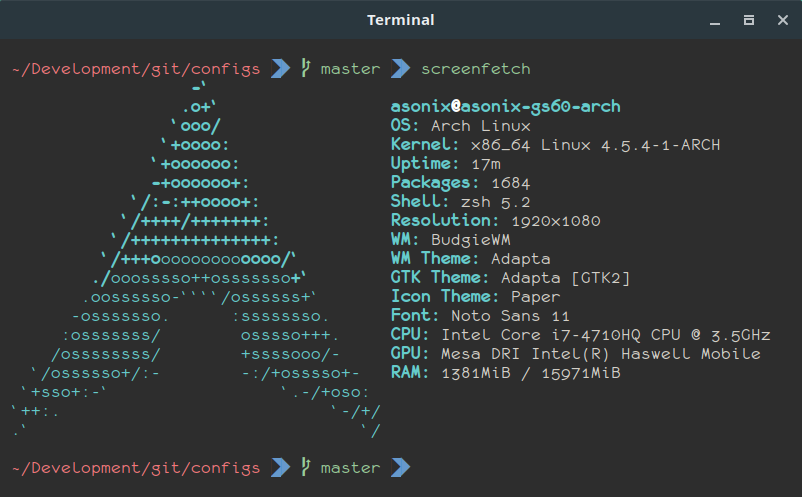 Terminal
~/Development/git/configs master screenfetch
-`
.o+` asonix@asonix-gs60-arch
`ooo/ OS: Arch Linux
`+oooo: Kernel: x86_64 Linux 4.5.4-1-ARCH
`+oooooo: Uptime: 17m
-+oooooo+: Packages: 1684
`/:-:++oooo+: Shell: zsh 5.2
`/++++/+++++++: Resolution: 1920x1080
`/++++++++++++++: WM: BudgieWM
`/+++ooooooooooooo/` WM Theme: Adapta
./ooosssso++osssssso+` GTK Theme: Adapta [GTK2]
.oossssso-````/ossssss+` Icon Theme: Paper
-osssssso. :ssssssso. Font: Noto Sans 11
:osssssss/ osssso+++. CPU: Intel Core i7-4710HQ CPU @ 3.5GHz
/ossssssss/ +ssssooo/- GPU: Mesa DRI Intel(R) Haswell Mobile
`/ossssso+/:- -:/+osssso+- RAM: 1381MiB / 15971MiB
`+sso+:-` `.-/+oso:
`++:. `-/+/
.` `/
~/Development/git/configs master